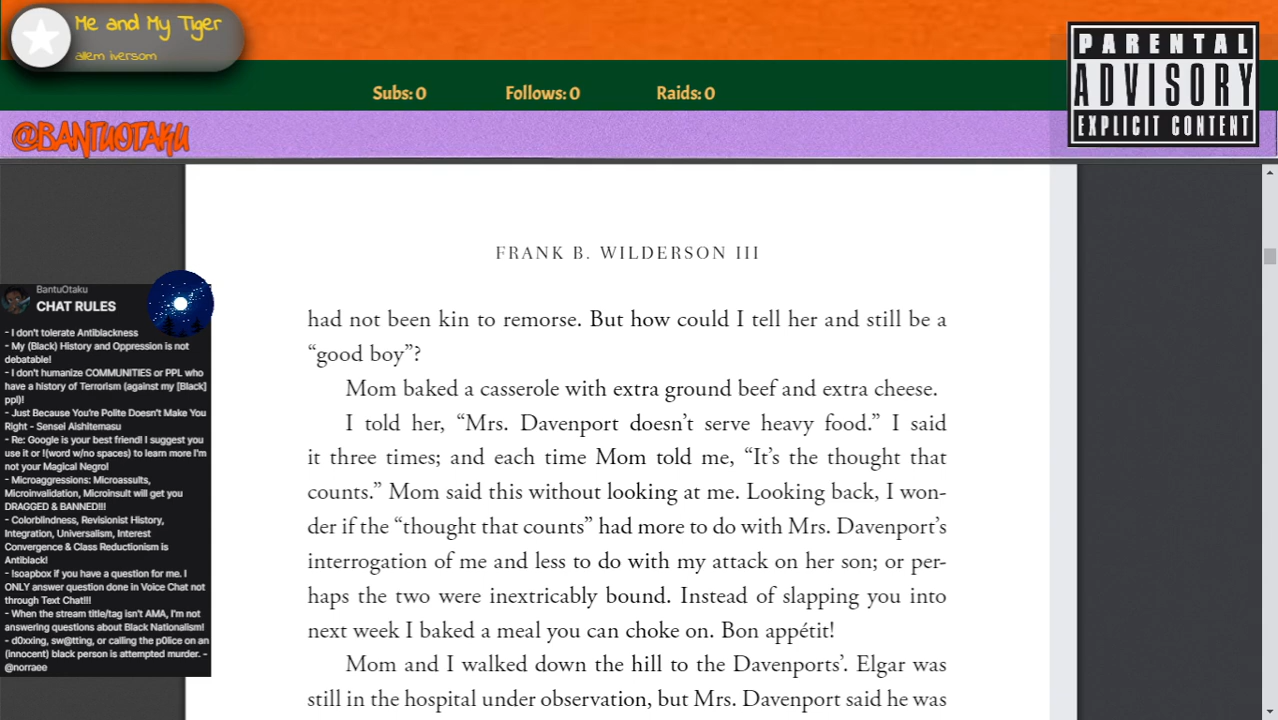 Me and My Tiger
allem iversom
Subs: 0
Follows: 0
Raids: 0
PARENTAL
ADVISORY
EXPLICIT CONTENT
@BANTUOTAKU
FRANK B. WILDERSON III
had not been kin to remorse. But how could I tell her and still be a
“good boy”?
Mom baked a casserole with extra ground beef and extra cheese.
I told her, “Mrs. Davenport doesn’t serve heavy food.” I said
it three times; and each time Mom told me, “It’s the thought that
counts.” Mom said this without looking at me. Looking back, I won-
der if the “thought that counts” had more to do with Mrs. Davenport’s
interrogation of me and less to do with my attack on her son; or per-
haps the two were inextricably bound. Instead of slapping you into
next week I baked a meal you can choke on. Bon appétit!
Mom and I walked down the hill to the Davenports’. Elgar was
still in the hospital under observation, but Mrs. Davenport said he was
BantuOtaku
CHAT RULES
- I don't tolerate Antiblackness
- My (Black) History and Oppression is not
debatable!
- I don't humanize COMMUNITIES or PPL who
have a history of Terrorism (against my [Black]
ppl)!
- Just Because You're Polite Doesn't Make You
Right - Sensei Aishitemasu
- Re: Google is your best friend! I suggest you
use it or !(word w/no spaces) to learn more I'm
not your Magical Negro!
- Microaggressions: Microassults,
Microinvalidation, Microinsult will get you
DRAGGED & BANNED!!!
- Colorblindness, Revisionist History,
Integration, Universalism, Interest
Convergence & Class Reductionism is
Antiblack!
- !soapbox if you have a question for me. I
ONLY answer question done in Voice Chat not
through Text Chat!!!
- When the stream title/tag isn't AMA, I'm not
answering questions about Black Nationalism!
- d0xxing, sw@tting, or calling the p0lice on an
(innocent) black person is attempted murder. -
@norraee